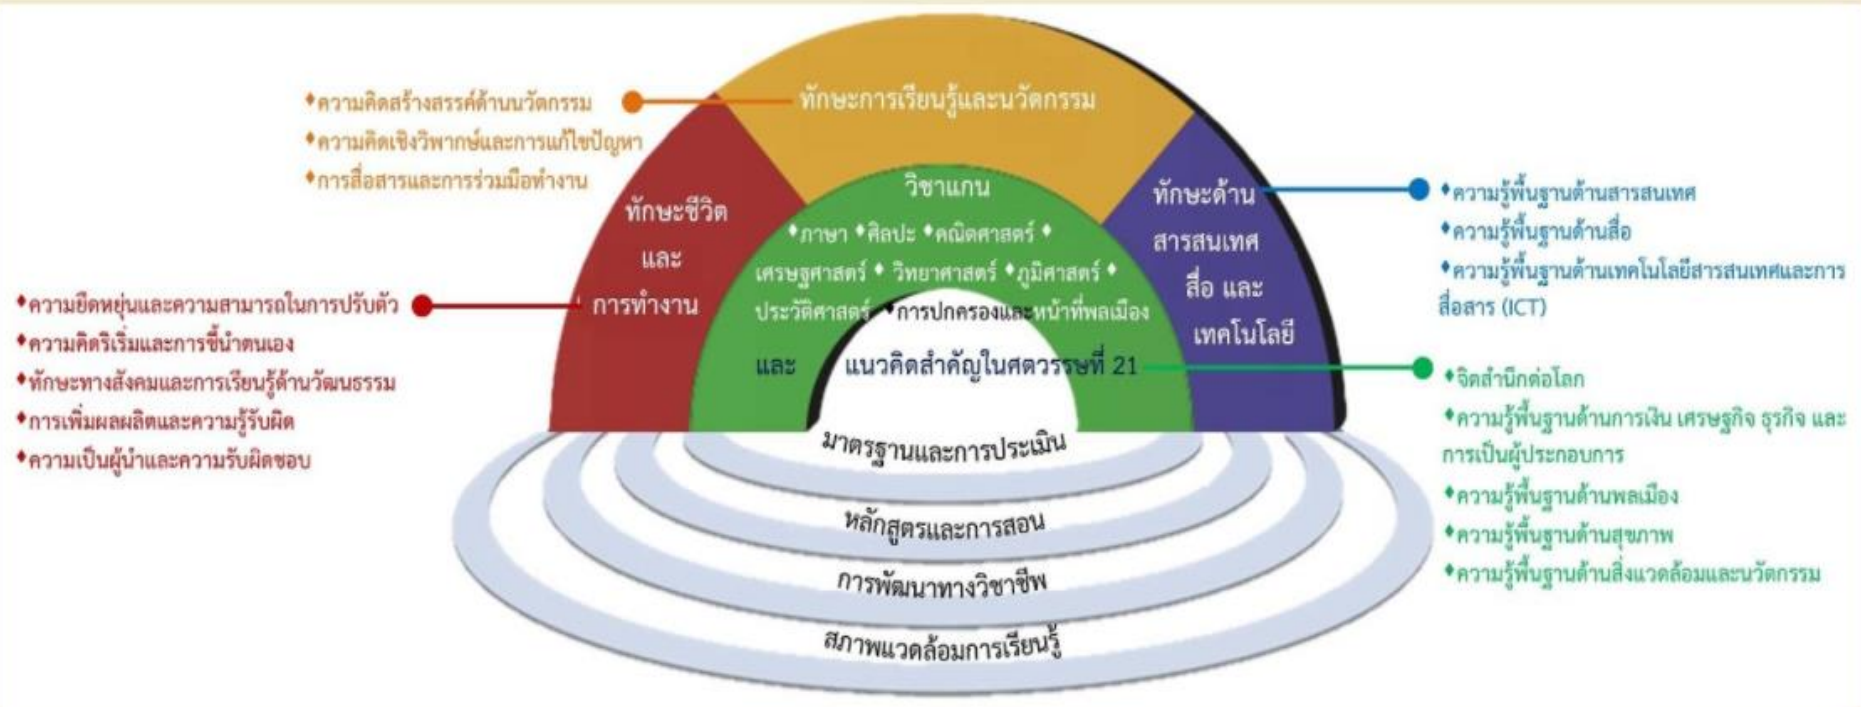 ทักษะการเรียนรู้และนวัตกรรม
♦ความคิดสร้างสรรค์ด้านนวัตกรรม
♦ความคิดเชิงวิพากษ์และการแก้ไขปัญหา
♦การสื่อสารและการร่วมมือทำงาน
ทักษะชีวิต
และ
การทำงาน
♦ความยืดหยุ่นและความสามารถในการปรับตัว
♦ความคิดริเริ่มและการชี้นำตนเอง
♦ทักษะทางสังคมและการเรียนรู้ด้านวัฒนธรรม
♦การเพิ่มผลผลิตและความรู้รับผิด
♦ความเป็นผู้นำและความรับผิดชอบ
วิชาแกน
♦ภาษา ♦ศิลปะ ♦คณิตศาสตร์ ♦
เศรษฐศาสตร์ ♦ วิทยาศาสตร์ ♦ภูมิศาสตร์ ♦
ประวัติศาสตร์ ♦การปกครองและหน้าที่พลเมือง
และ แนวคิดสำคัญในศตวรรษที่ 21
ทักษะด้าน
สารสนเทศ
สื่อ และ
เทคโนโลยี
♦ความรู้พื้นฐานด้านสารสนเทศ
♦ความรู้พื้นฐานด้านสื่อ
♦ความรู้พื้นฐานด้านเทคโนโลยีสารสนเทศและการ
สื่อสาร (ICT)
♦จิตสำนึกต่อโลก
♦ความรู้พื้นฐานด้านการเงิน เศรษฐกิจ ธุรกิจ และ
การเป็นผู้ประกอบการ
♦ความรู้พื้นฐานด้านพลเมือง
♦ความรู้พื้นฐานด้านสุขภาพ
♦ความรู้พื้นฐานด้านสิ่งแวดล้อมและนวัตกรรม
มาตรฐานและการประเมิน
หลักสูตรและการสอน
การพัฒนาทางวิชาชีพ
สภาพแวดล้อมการเรียนรู้